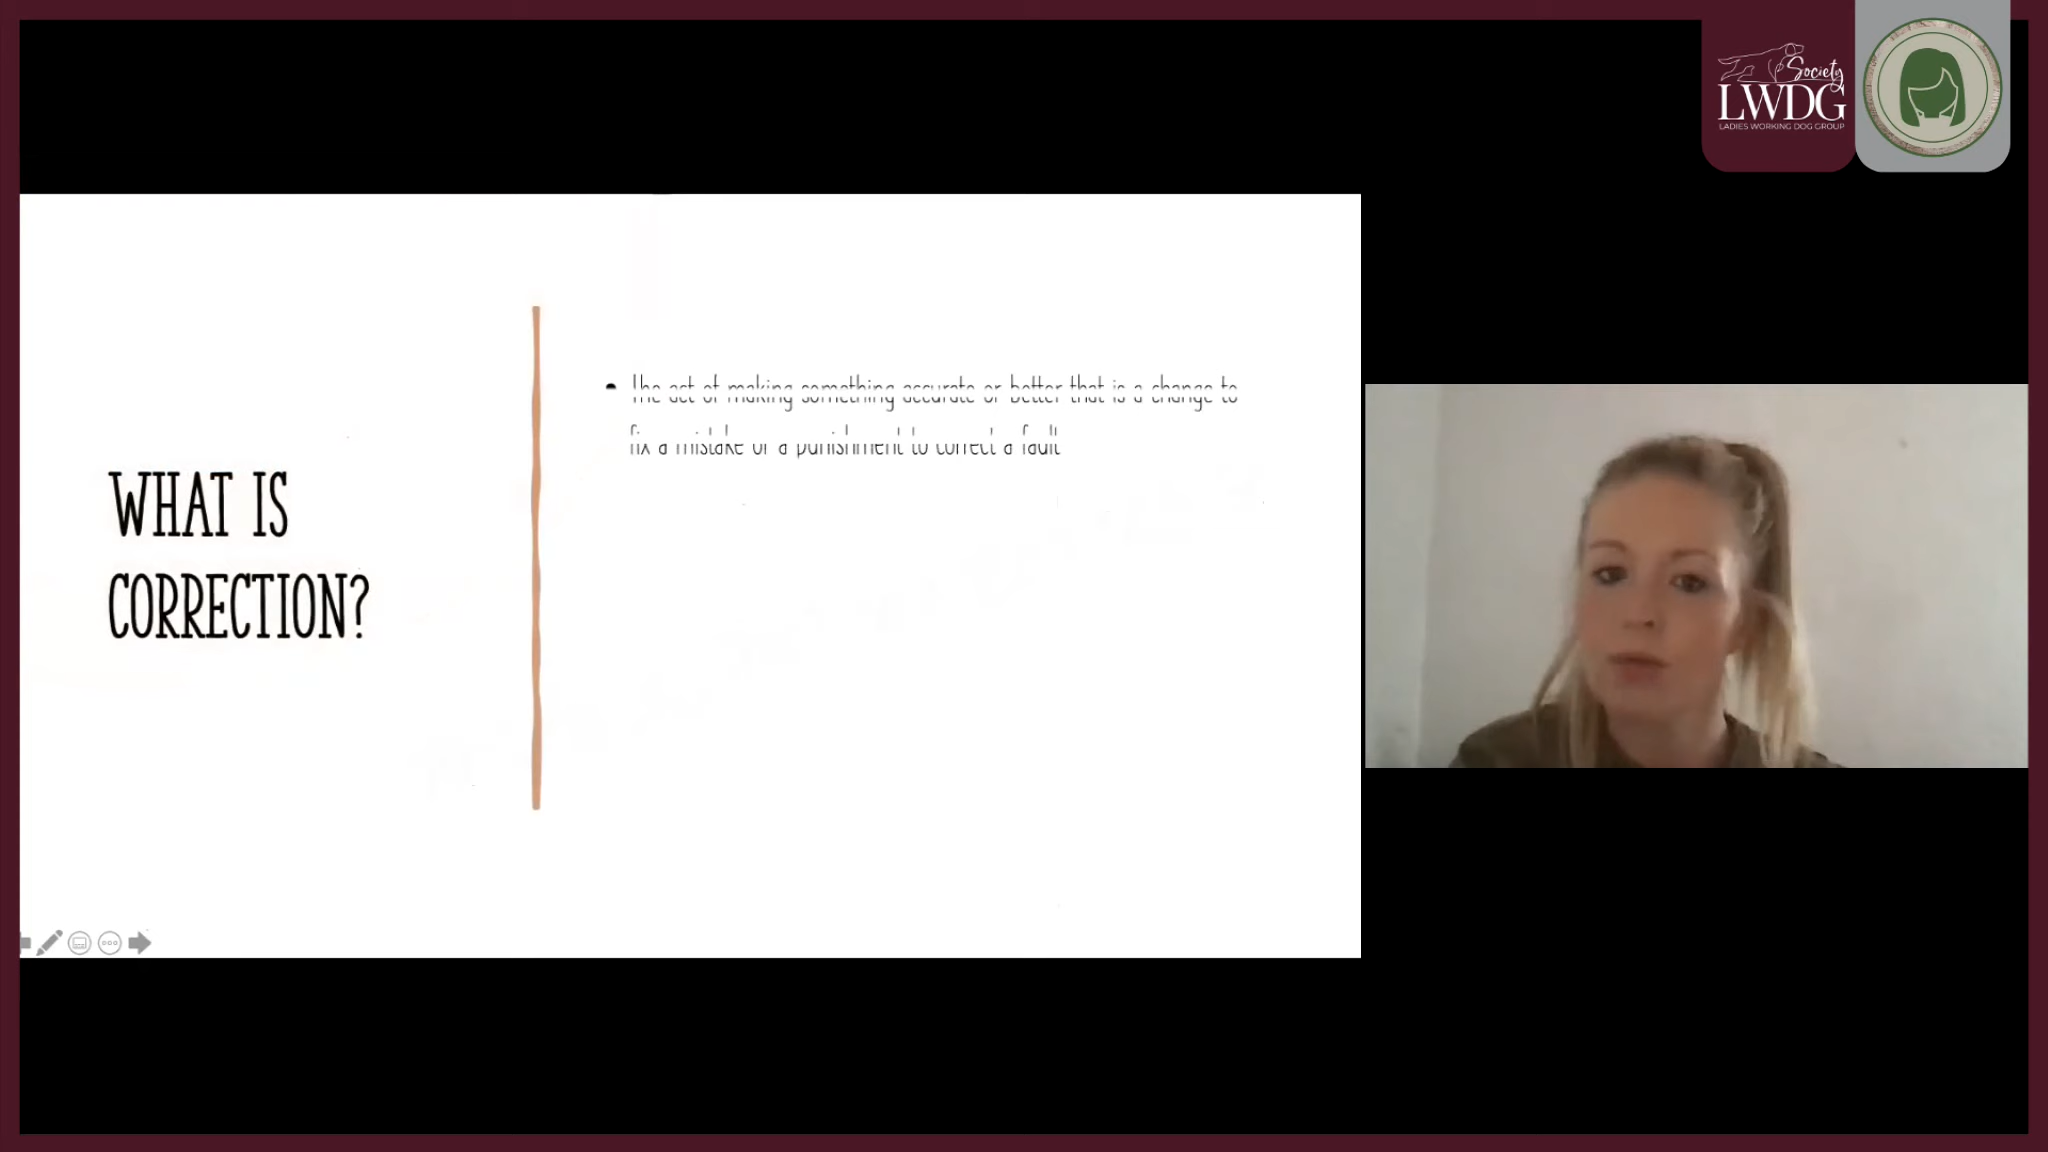 Society
LWDG
LADIES WORKING DOG GROUP
WHAT IS
CORRECTION?
• The act of making something accurate or better that is a change to
fix a mistake or a punishment to correct a fault